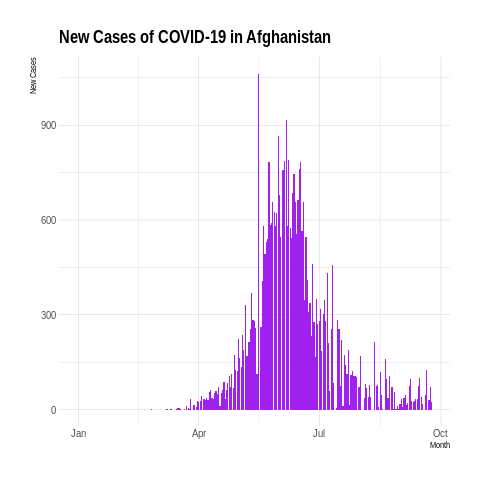 New Cases of COVID-19 in Afghanistan
New Cases
900
600
300
0
Jan Apr Jul Oct
Month